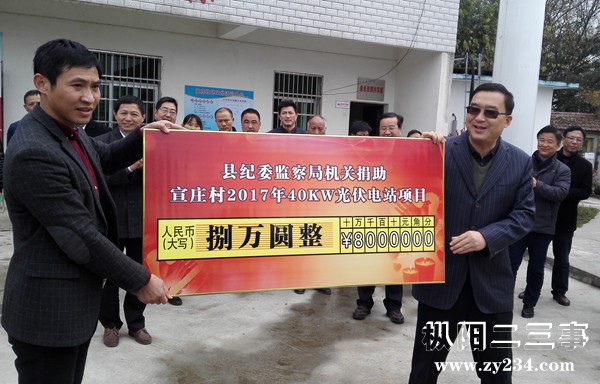 县纪委监察局机关捐助
宣庄村2017年40KW光伏电站项目
人民币
(大写)
捌万圆整
十万千百十元角分
¥8000000
枞阳二三事
www.zy234.com